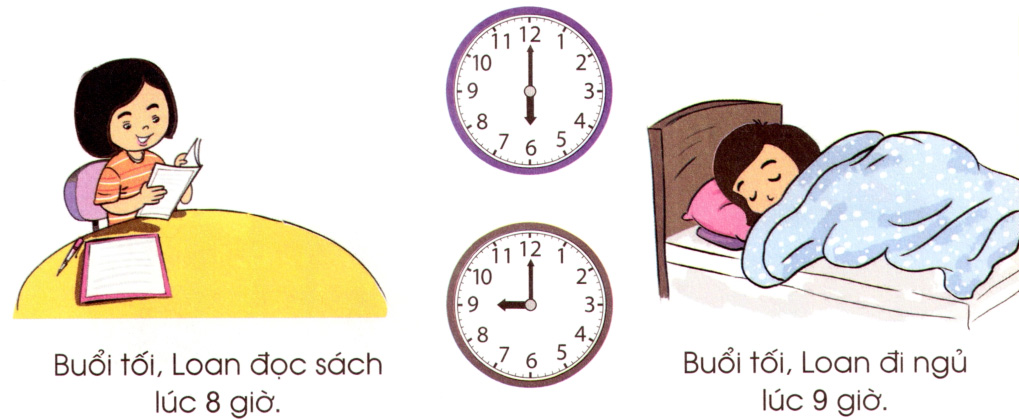 11 12 1
10 2
9 3
8 4
7 6 5
11 12 1
10 2
9 3
8 4
7 6 5
Buổi tối, Loan đọc sách
lúc 8 giờ.
Buổi tối, Loan đi ngủ
lúc 9 giờ.